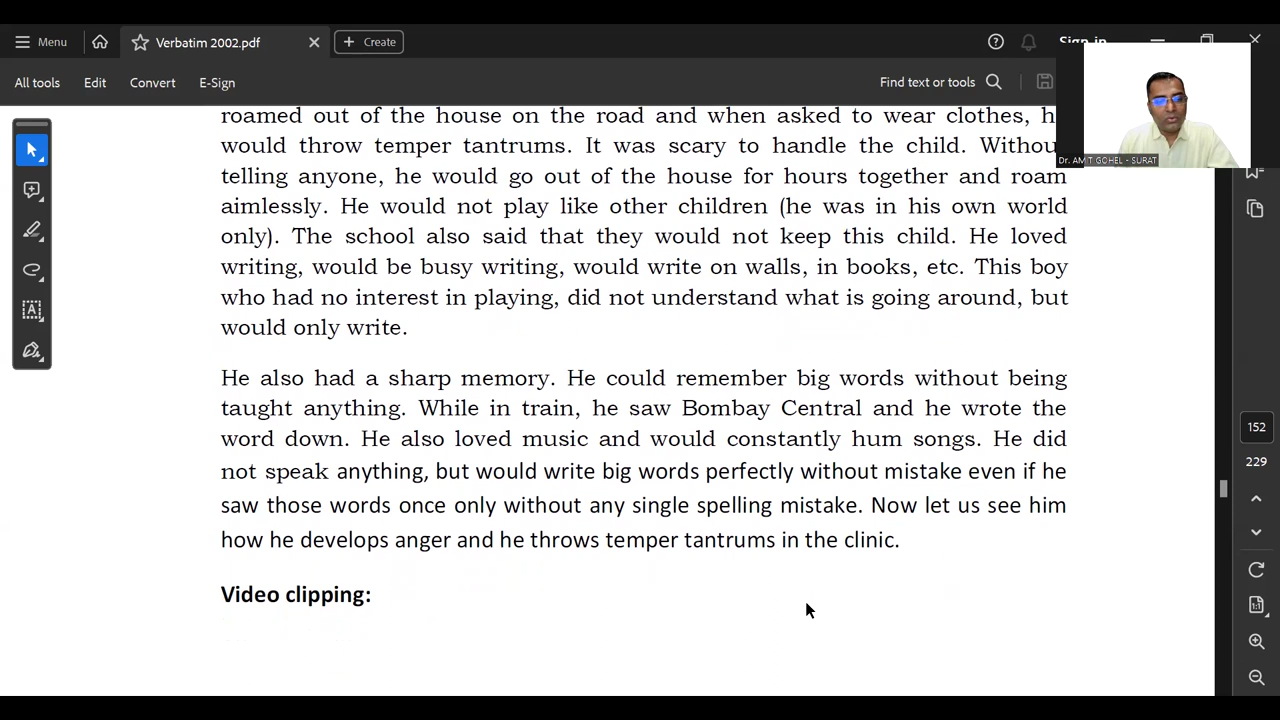 Menu
Verbatim 2002.pdf
Create
All tools
Edit
Convert
E-Sign
Find text or tools
Dr. AMIT GOHEL - SURAT
roamed out of the house on the road and when asked to wear clothes,
would throw temper tantrums. It was scary to handle the child.
telling anyone, he would go out of the house for hours together and roam
aimlessly. He would not play like other children (he was in his own world
only). The school also said that they would not keep this child. He loved
writing, would be busy writing, would write on walls, in books, etc. This boy
who had no interest in playing, did not understand what is going around, but
would only write.
He also had a sharp memory. He could remember big words without being
taught anything. While in train, he saw Bombay Central and he wrote the
word down. He also loved music and would constantly hum songs. He did
not speak anything, but would write big words perfectly without mistake even if he
saw those words once only without any single spelling mistake. Now let us see him
how he develops anger and he throws temper tantrums in the clinic.
Video clipping:
152
229
1:1